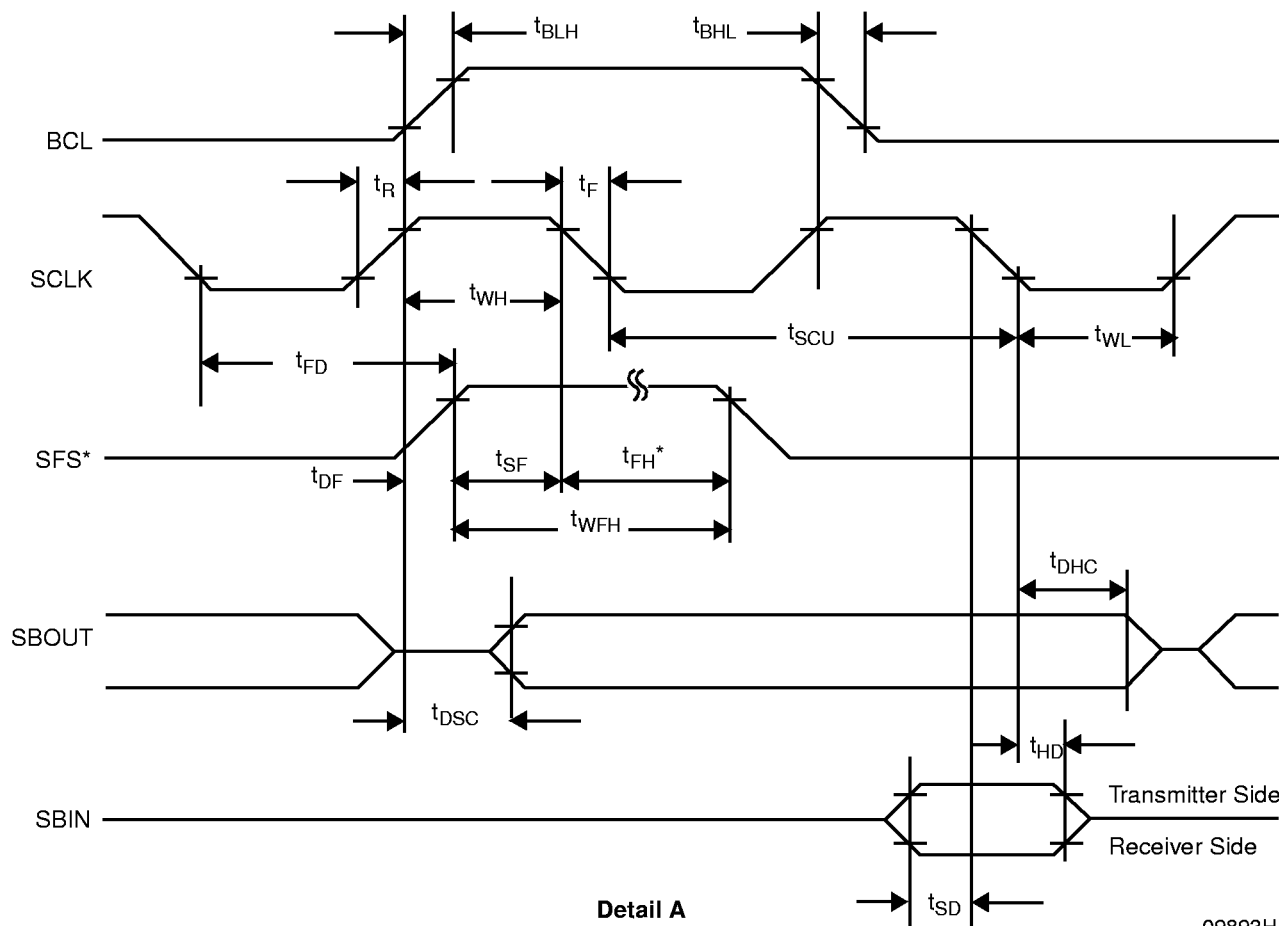 tBLH
tBHL
BCL
tR
tF
SCLK
tWH
tSCU
tWL
tFD
SFS*
tDF
tSF
tFH*
tWFH
tDHC
SBOUT
tDSC
tHD
SBIN
Transmitter Side
Receiver Side
tSD
Detail A